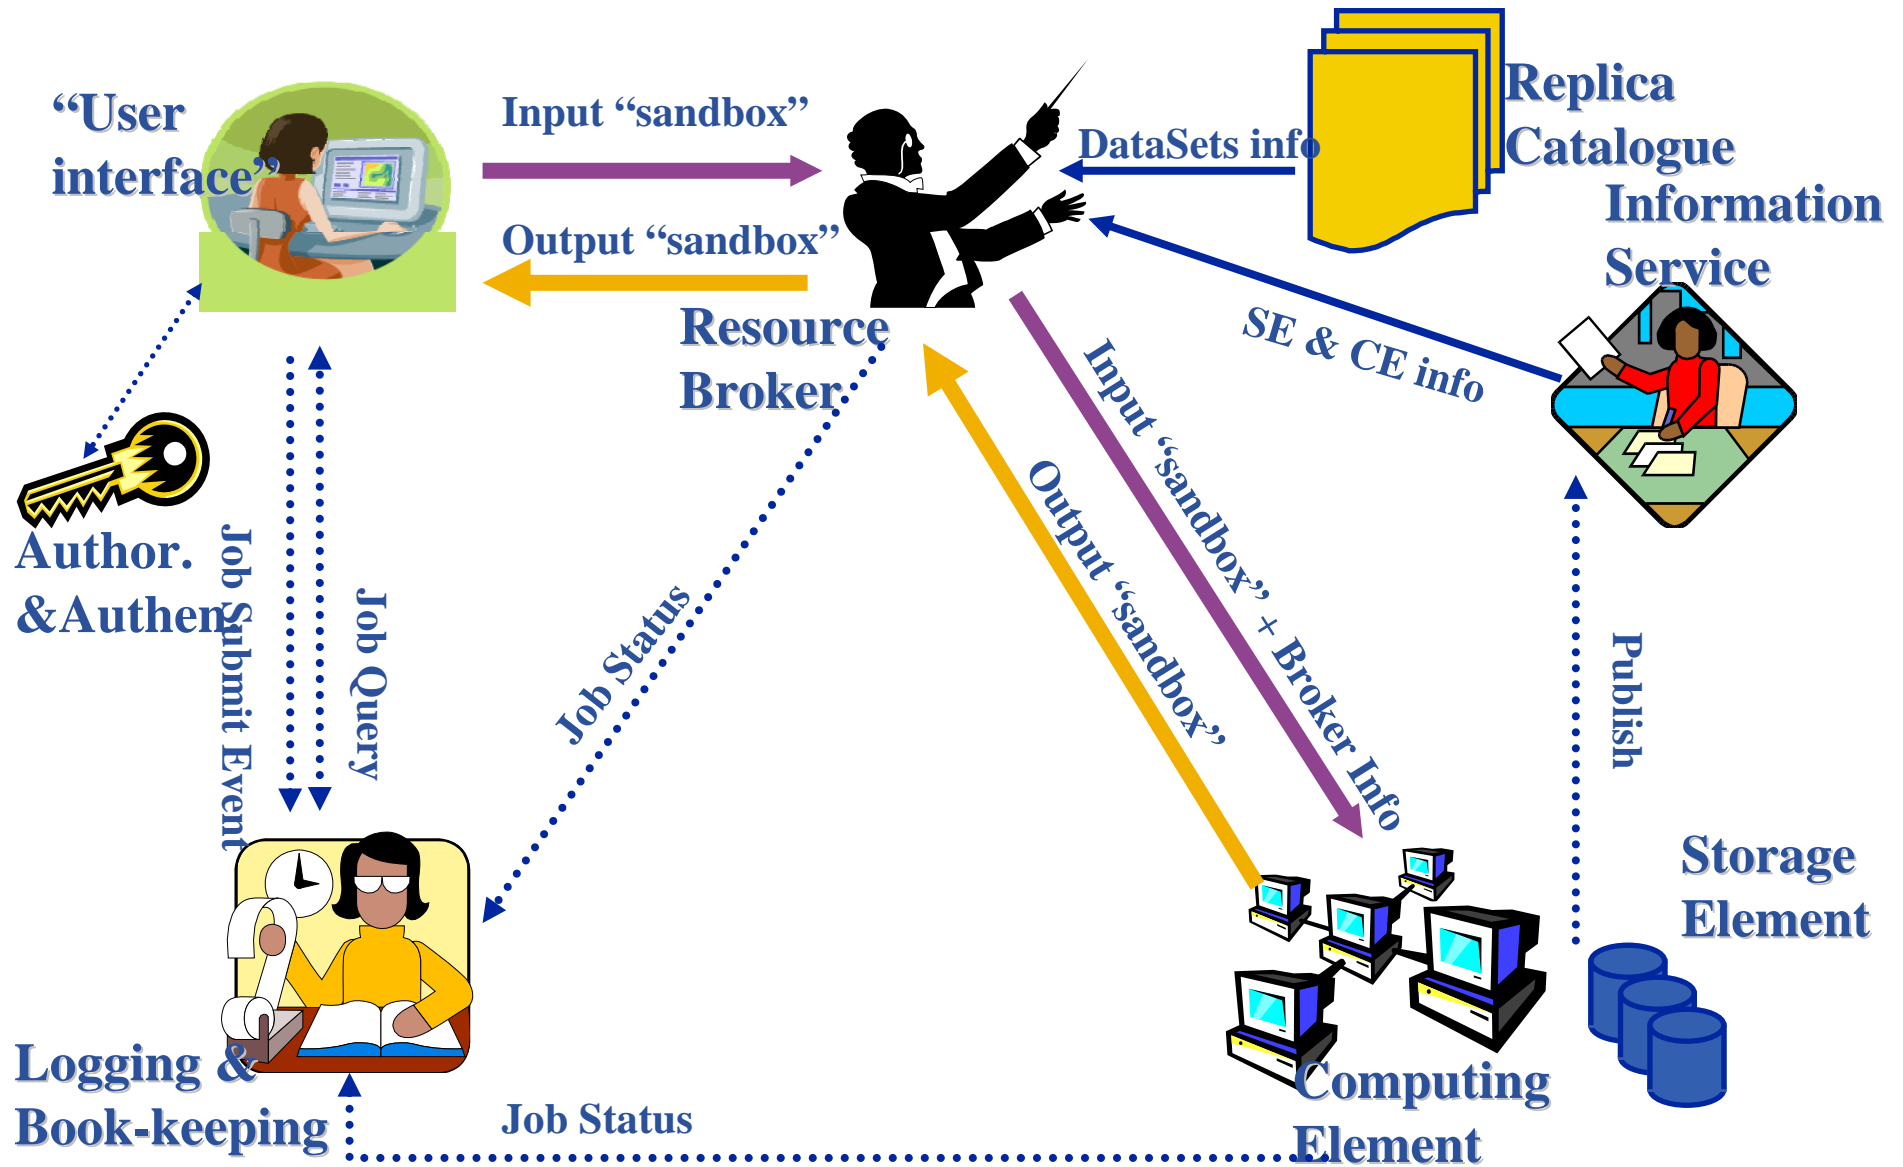 “User
interface”
Input “sandbox”
Output “sandbox”
DataSets info
Replica
Catalogue
Information
Service
Resource
Broker
SE & CE info
Input “sandbox” + Broker Info
Output “sandbox”
Author.
&Authen.
Job Submit Event
Job Query
Job Status
Publish
Storage
Element
Logging &
Book-keeping
Job Status
Computing
Element